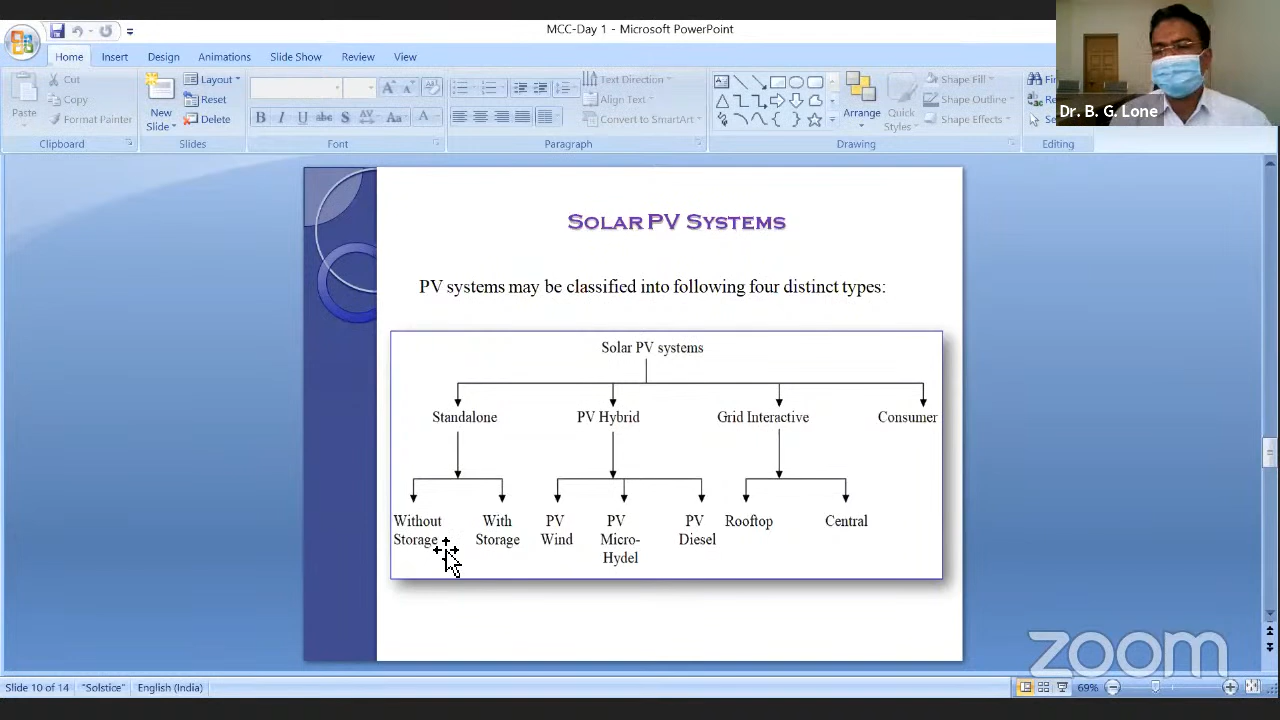 MCC-Day 1 - Microsoft PowerPoint
Home Insert Design Animations Slide Show Review View
Paste
Cut
Copy
Format Painter
Clipboard
New
Slide
Layout
Reset
Delete
Slides
B I U abc S AV Aa A
Font
Text Direction
Align Text
Convert to SmartArt
Paragraph
Arrange
Quick
Styles
Shape Fill
Shape Outline
Shape Effects
Drawing
Editing
Dr. B. G. Lone
SOLAR PV SYSTEMS
PV systems may be classified into following four distinct types:
Solar PV systems
Standalone PV Hybrid Grid Interactive Consumer
Without With PV PV PV Rooftop Central
Storage Storage Wind Micro- Diesel
Hydel
zoom
Slide 10 of 14 "Solstice" English (India) 69%